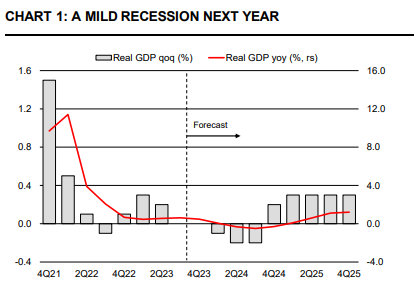 CHART 1: A MILD RECESSION NEXT YEAR
Real GDP qoq (%) Real GDP yoy (%, rs)
1.6 16.0
1.2 12.0
Forecast
0.8 8.0
0.4 4.0
0.0 0.0
-0.4 -4.0
4Q21 2Q22 4Q22 2Q23 4Q23 2Q24 4Q24 2Q25 4Q25